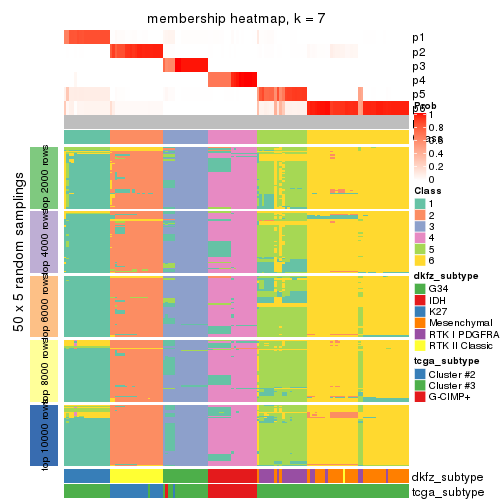 membership heatmap, k = 7
p1
p2
p3
p4
p5
p6
Prob
1
0.8
0.6
0.4
0.2
0
Class
1
2
3
4
5
6
dkfz_subtype
G34
IDH
K27
Mesenchymal
RTK I PDGFRA
RTK II Classic
tcga_subtype
Cluster #2
Cluster #3
G-CIMP+
50 x 5 random samplings
top 2000 rows
top 4000 rows
top 6000 rows
top 8000 rows
top 10000 rows
dkfz_subtype
tcga_subtype